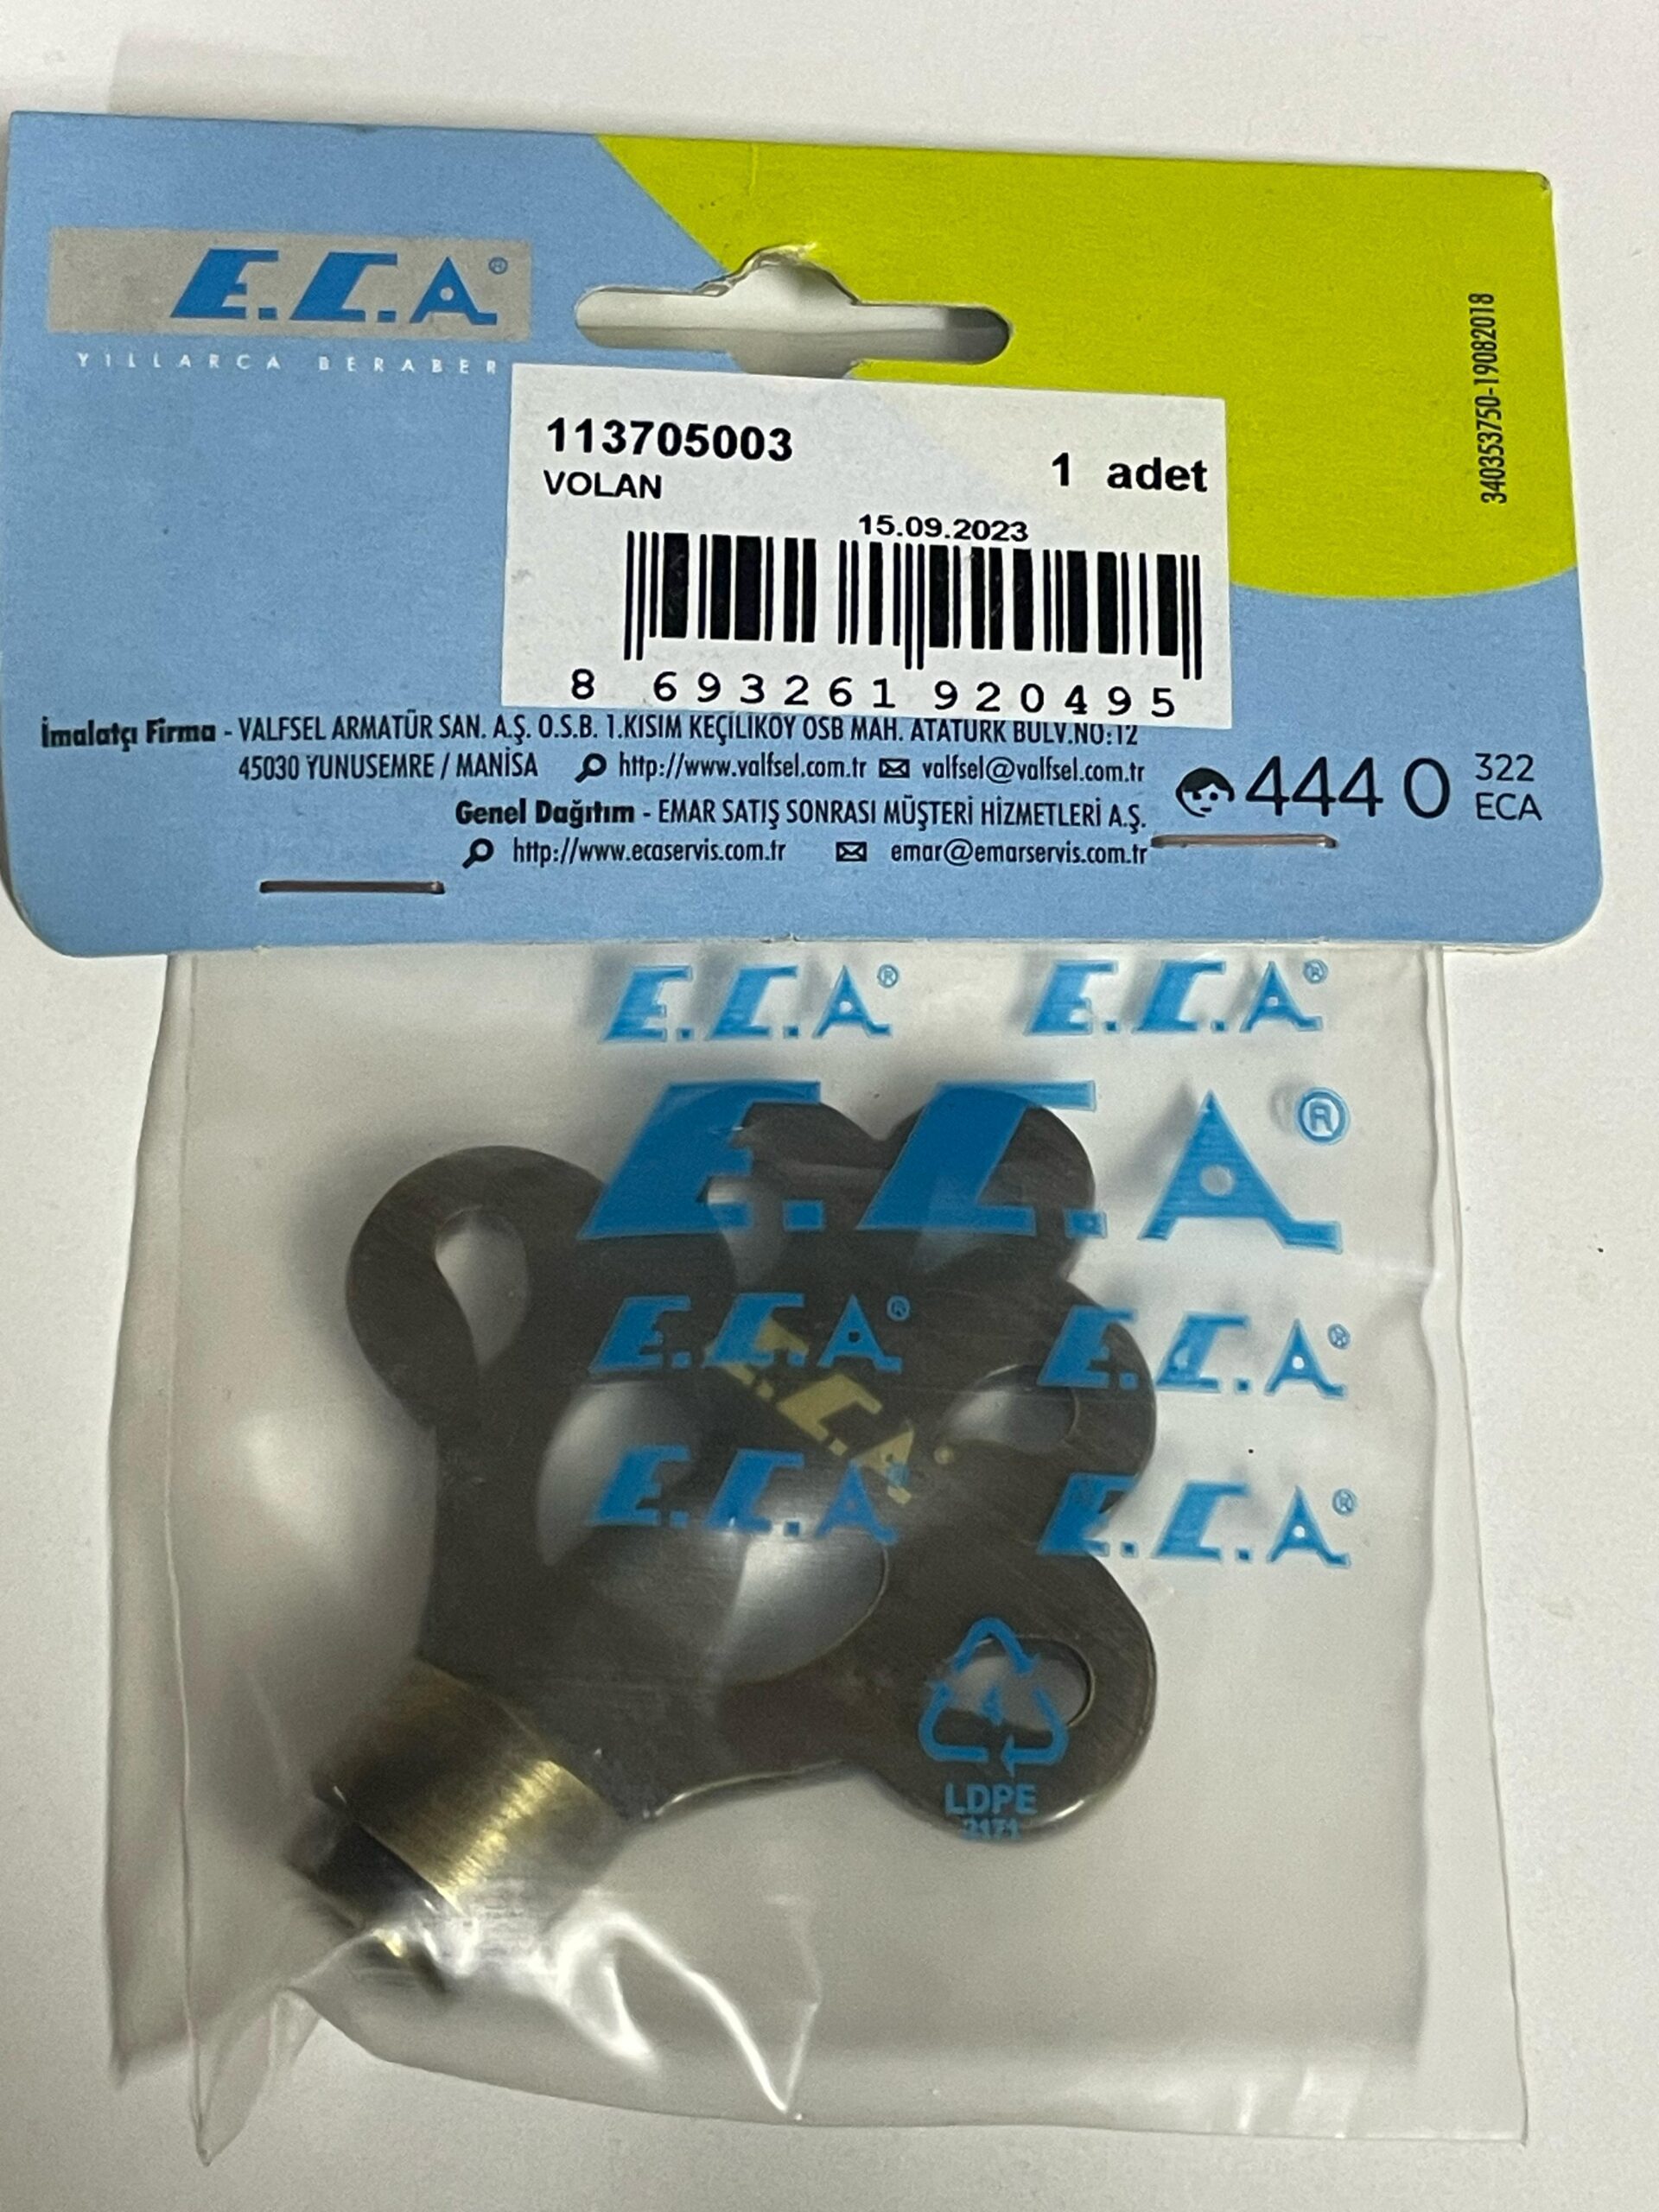 E.C.A®
YILLARCA BERABER
340353750-19082018
113705003
1 adet
VOLAN
15.09.2023
8 693261 920495
İmalatçı Firma - VALFSEL ARMATÜR SAN. A.Ş. O.S.B. 1.KISIM KEÇİLİKÖY OSB MAH. ATATÜRK BULV.NO:12
45030 YUNUSEMRE / MANİSA http://www.valfsel.com.tr valfsel@valfsel.com.tr
444 0 322 ECA
Genel Dağıtım - EMAR SATIŞ SONRASI MÜŞTERİ HİZMETLERİ A.Ş.
http://www.ecaservis.com.tr emar@emarservis.com.tr
E.C.A® E.C.A®
E.C.A®
E.C.A® E.C.A®
E.C.A
E.C.A® E.C.A®
4
LDPE